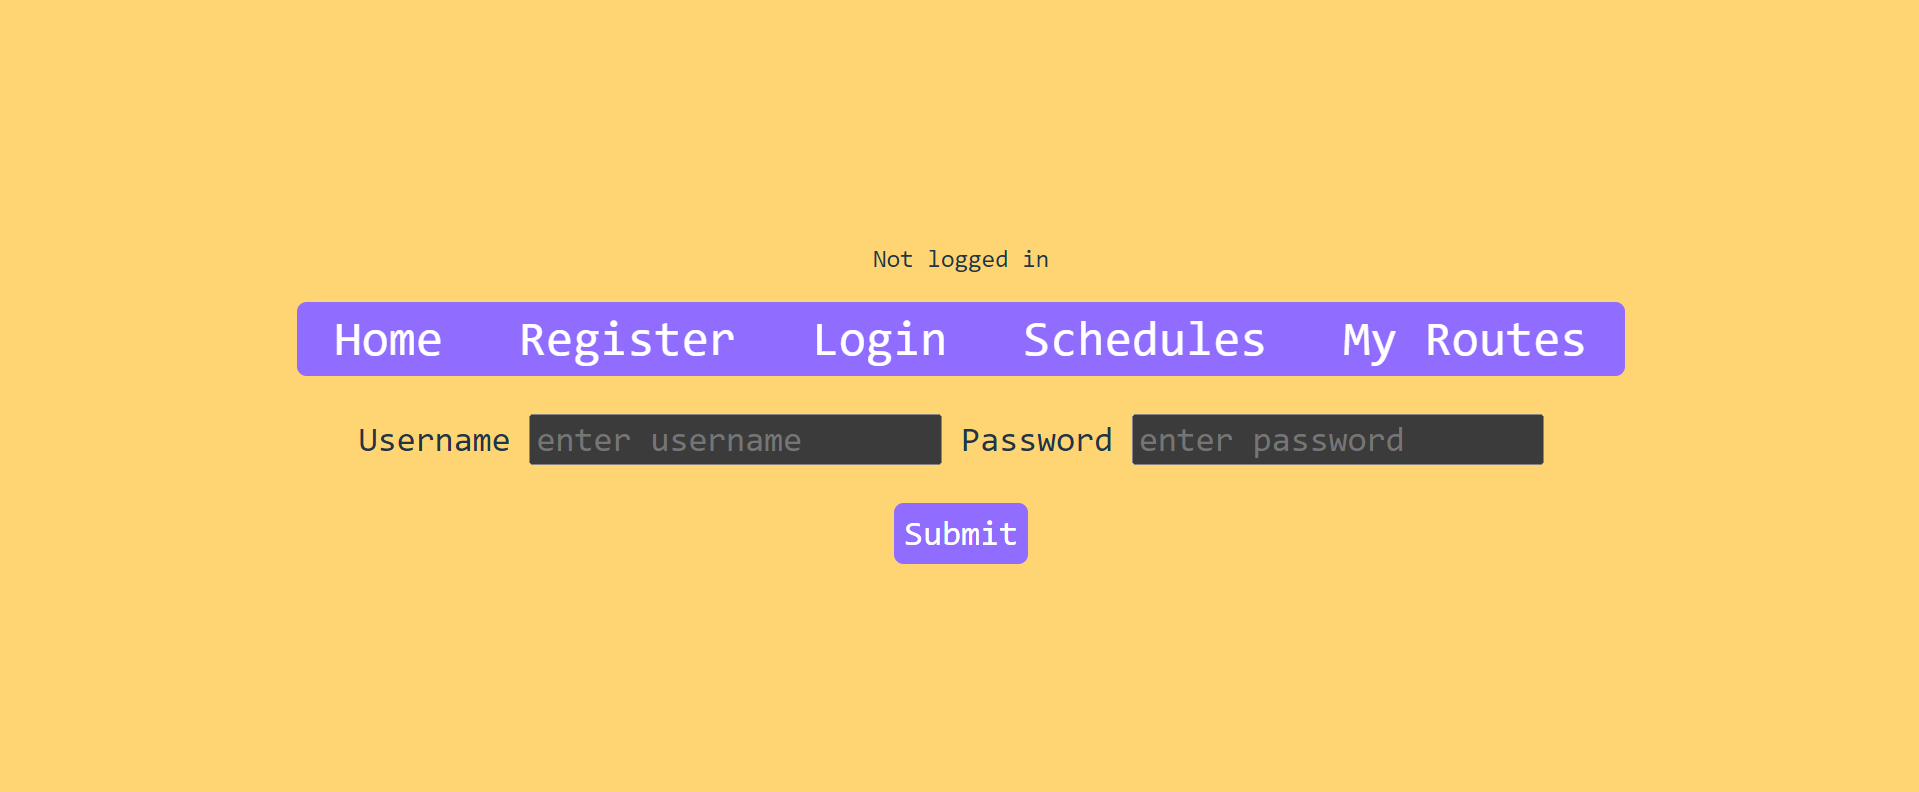 Not logged in
Home Register Login Schedules My Routes
Username enter username Password enter password
Submit